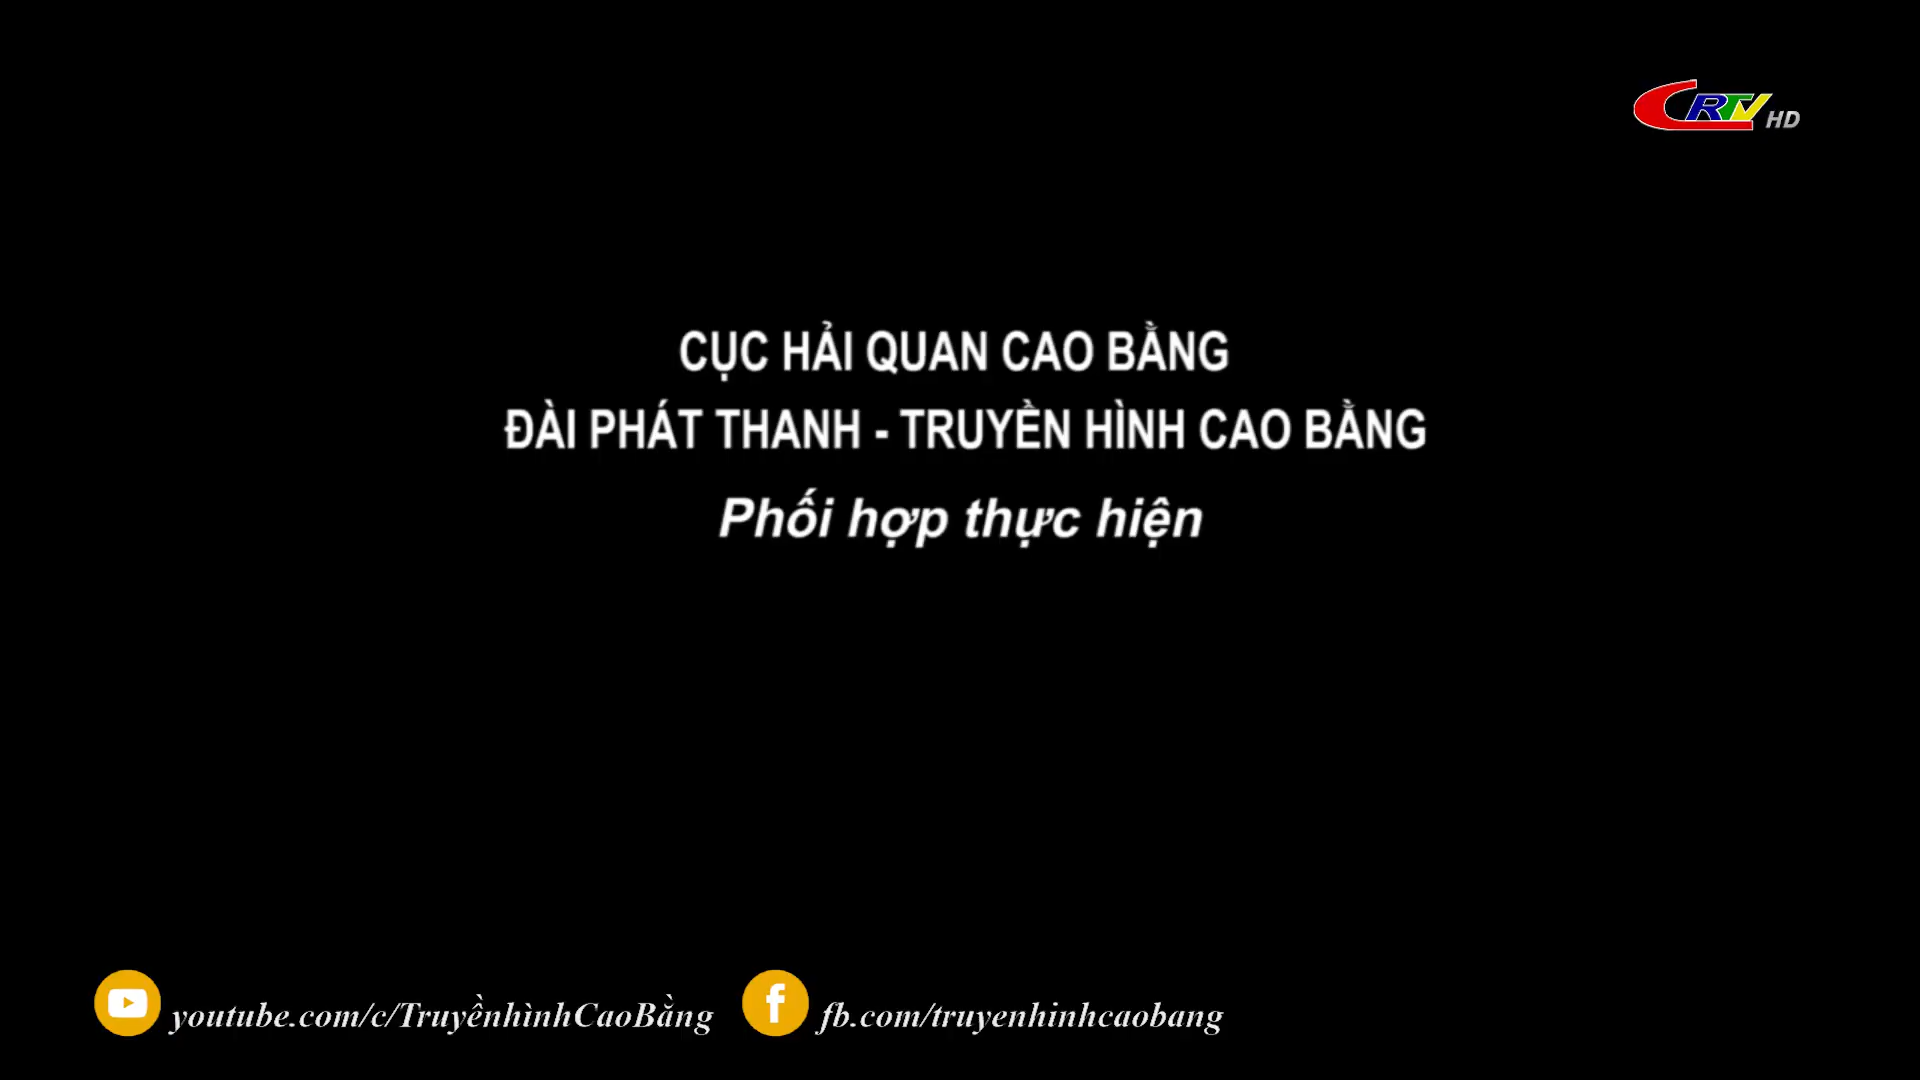 CRTV HD
CỤC HẢI QUAN CAO BẰNG
ĐÀI PHÁT THANH - TRUYỀN HÌNH CAO BẰNG
Phối hợp thực hiện
youtube.com/c/TruyềnhìnhCaoBằng
fb.com/truyenhinhcaobang